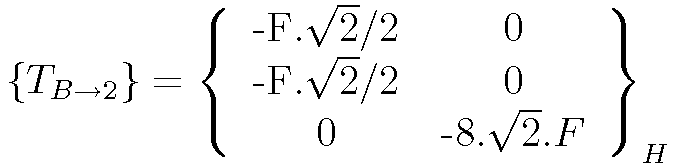 -F.√2/2 0
{T_{B→2}} = { -F.√2/2 0 }_H
0 -8.√2.F